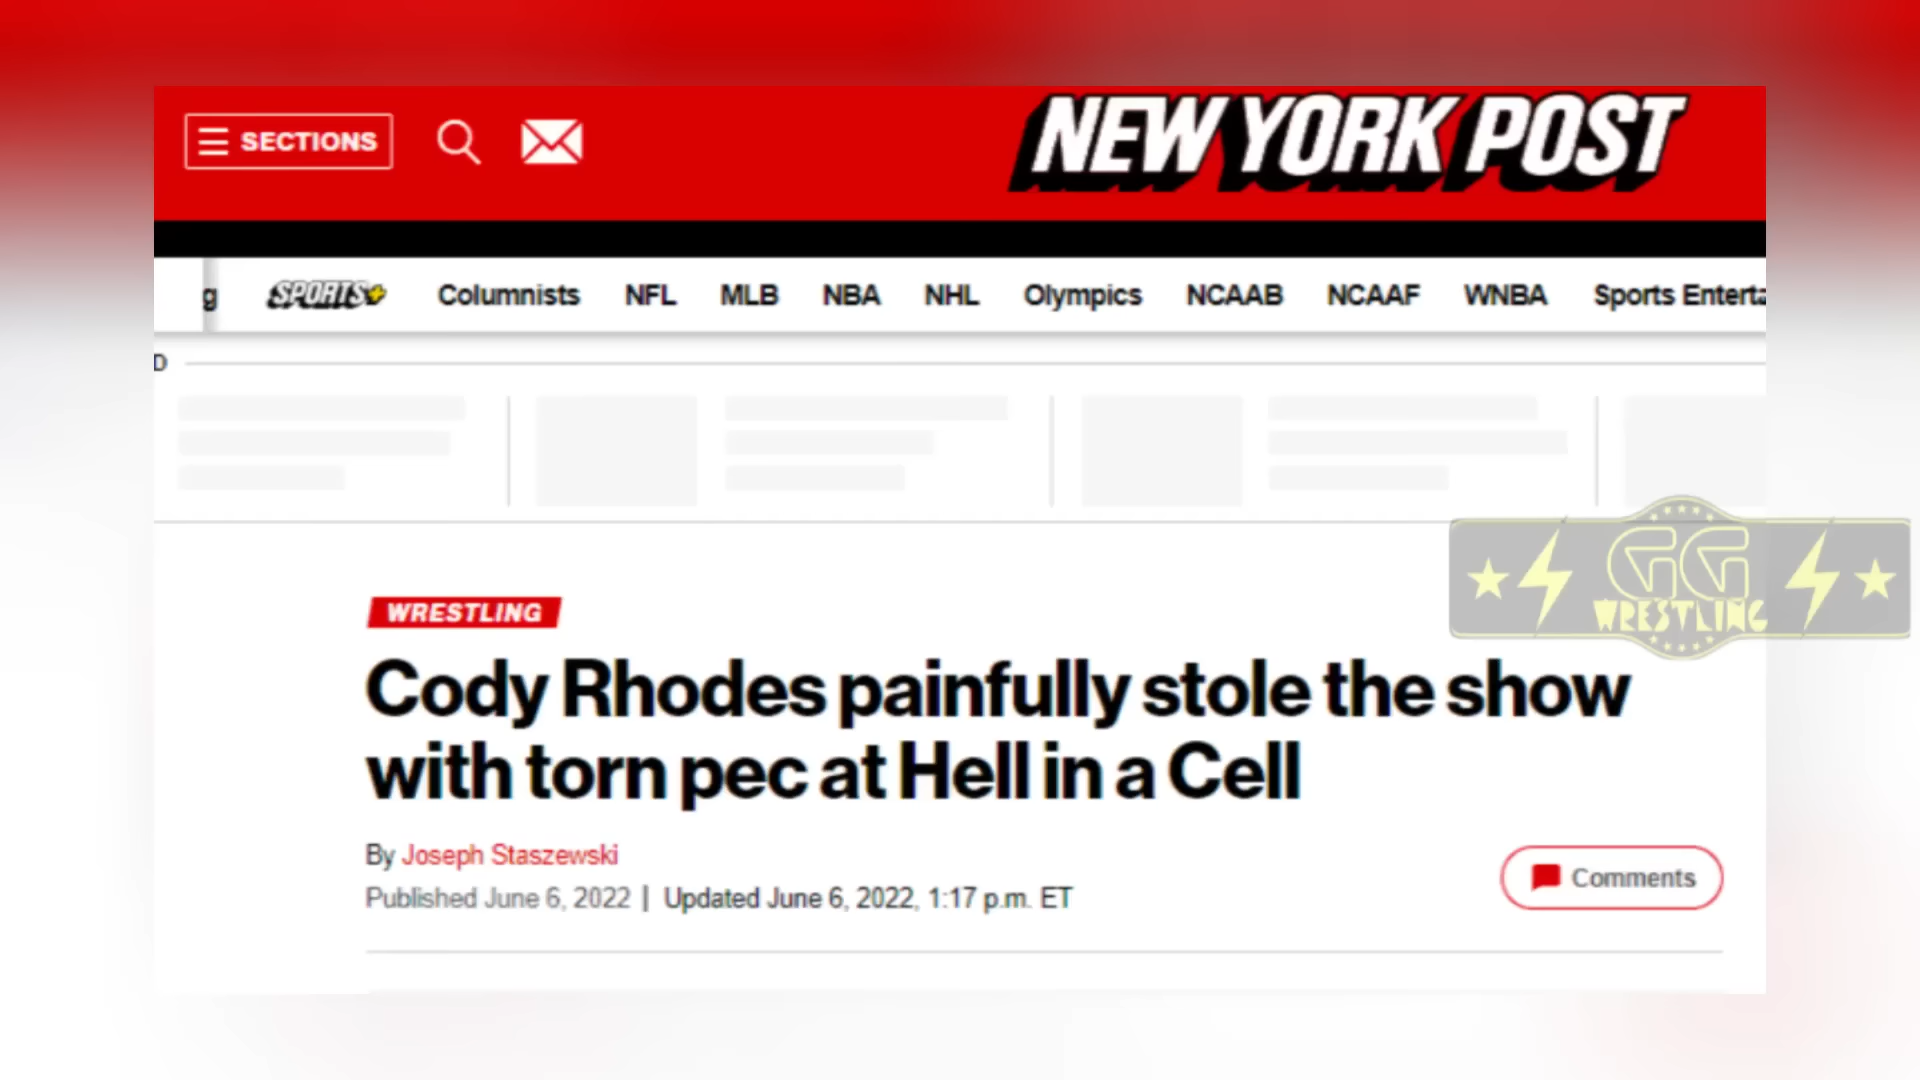 SECTIONS
NEW YORK POST
g
SPORTS+
Columnists
NFL
MLB
NBA
NHL
Olympics
NCAAB
NCAAF
WNBA
Sports Enterta
D
GG
WRESTLING
WRESTLING
Cody Rhodes painfully stole the show
with torn pec at Hell in a Cell
By Joseph Staszewski
Published June 6, 2022 | Updated June 6, 2022, 1:17 p.m. ET
Comments